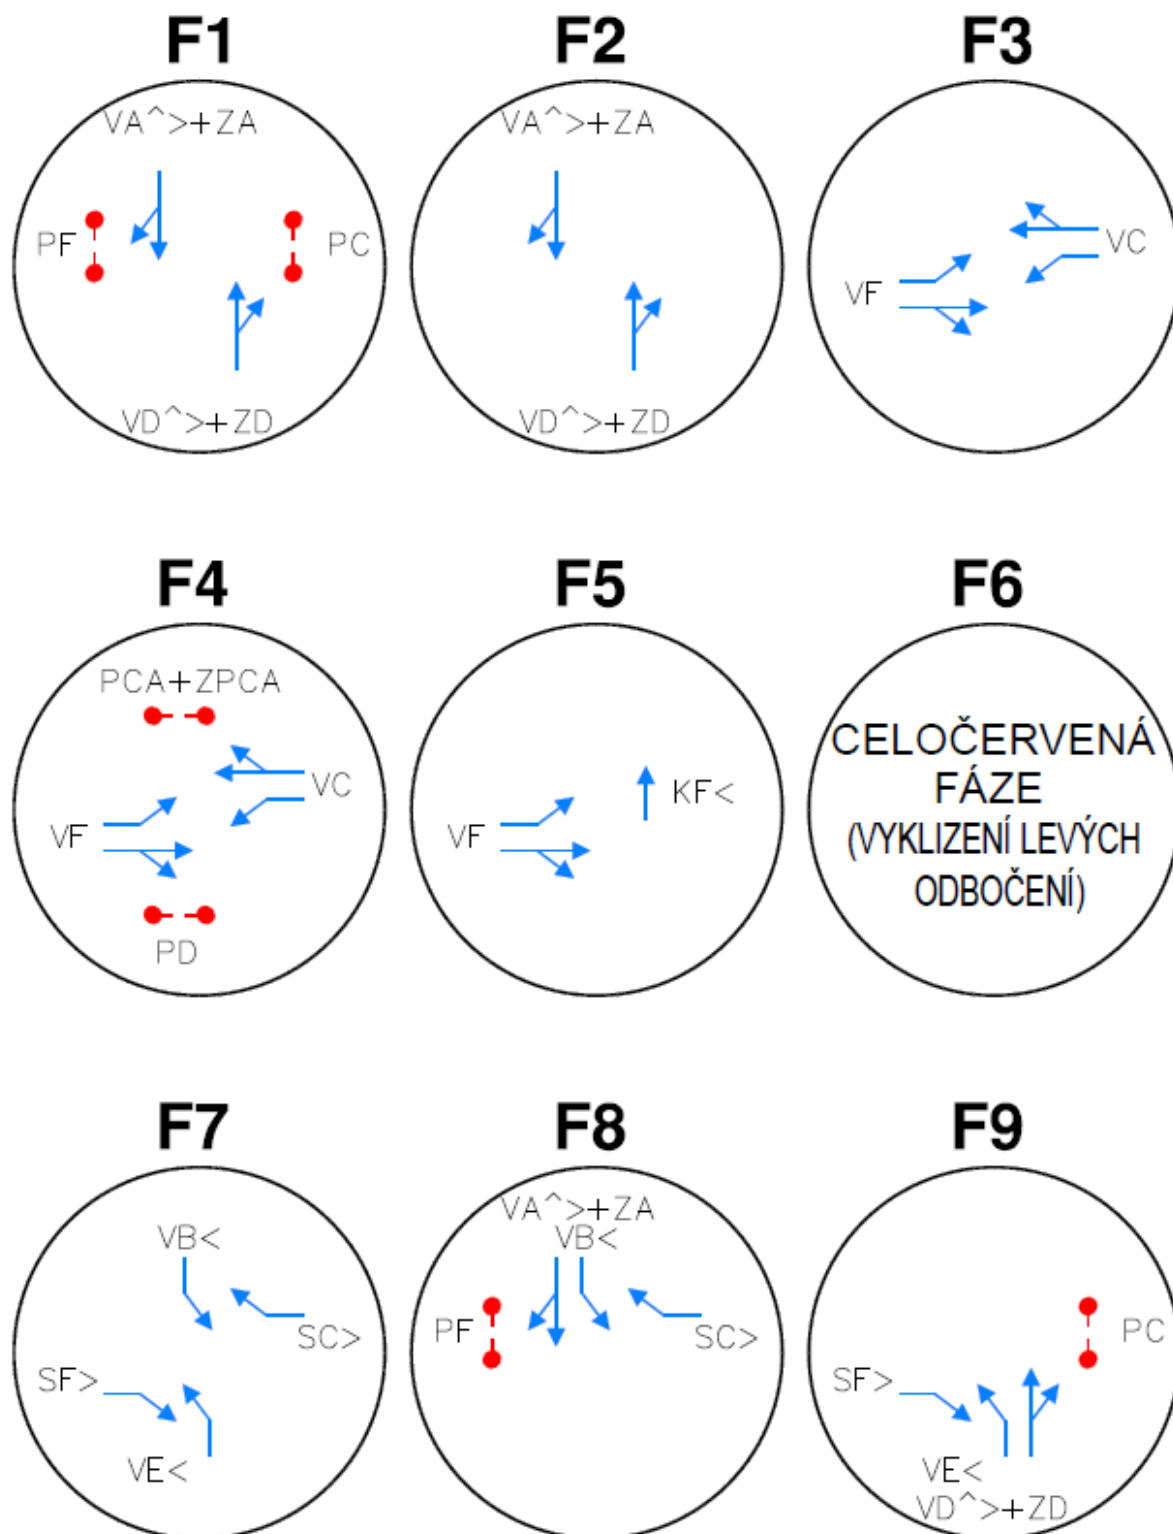 F1
F2
F3
VA^>+ZA
PF
PC
VD^>+ZD
VA^>+ZA
VD^>+ZD
VC
VF
F4
F5
F6
PCA+ZPCA
VC
VF
PD
KF<
VF
CELOČERVENÁ
FÁZE
(VYKLIZENÍ LEVÝCH
ODBOČENÍ)
F7
F8
F9
VB<
SC>
SF>
VE<
VA^>+ZA
VB<
PF
SC>
PC
SF>
VE<
VD^>+ZD